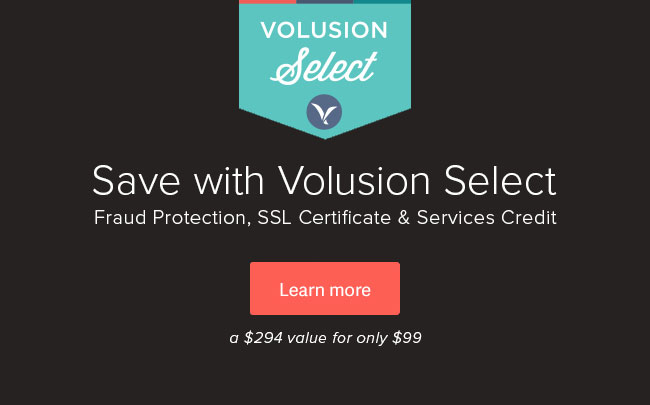 VOLUSION
Select
Save with Volusion Select
Fraud Protection, SSL Certificate & Services Credit
Learn more
a $294 value for only $99